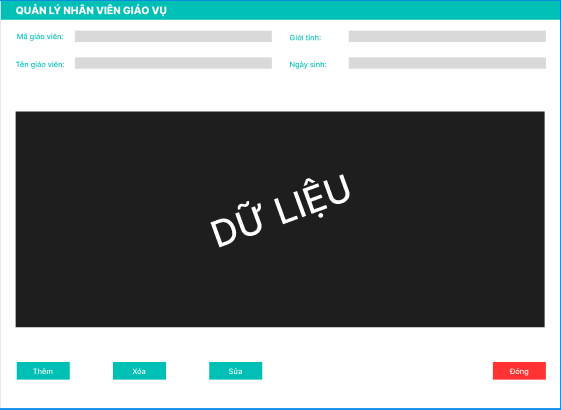 QUẢN LÝ NHÂN VIÊN GIÁO VỤ
Mã giáo viên:
Giới tính:
Tên giáo viên:
Ngày sinh:
DỮ LIỆU
Thêm
Xóa
Sửa
Đóng